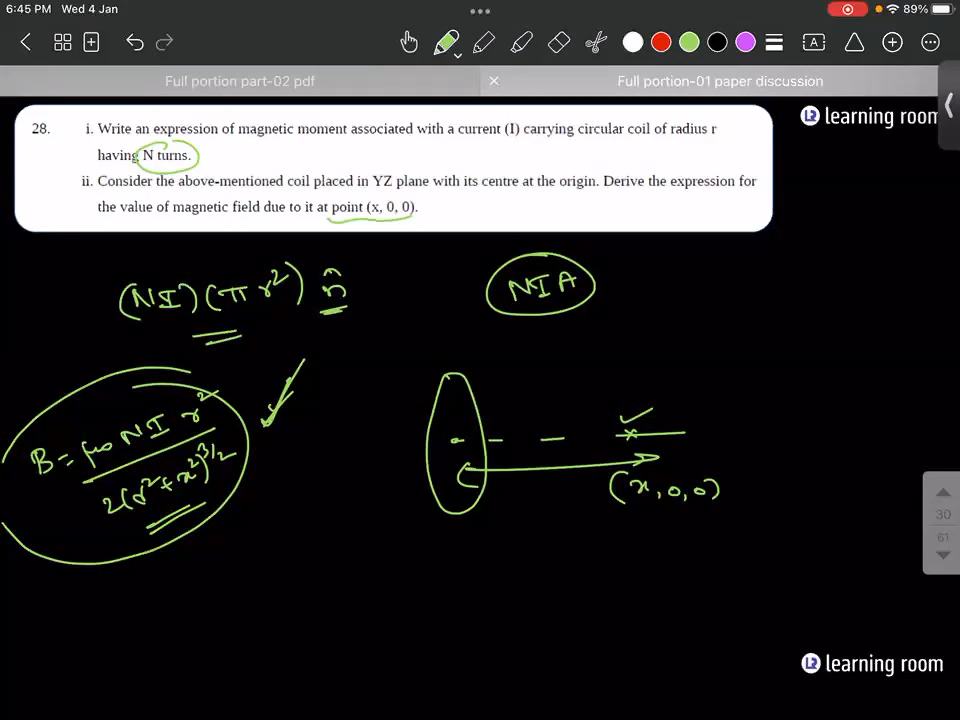 6:45 PM Wed 4 Jan
89%
Full portion part-02 pdf
Full portion-01 paper discussion
learning room
28. i. Write an expression of magnetic moment associated with a current (I) carrying circular coil of radius r
having N turns.
ii. Consider the above-mentioned coil placed in YZ plane with its centre at the origin. Derive the expression for
the value of magnetic field due to it at point (x, 0, 0).
(NI)(πr²) n̂
NIA
B = μ₀NIr² / 2(r²+x²)^3/2
(x,0,0)
30
61
learning room